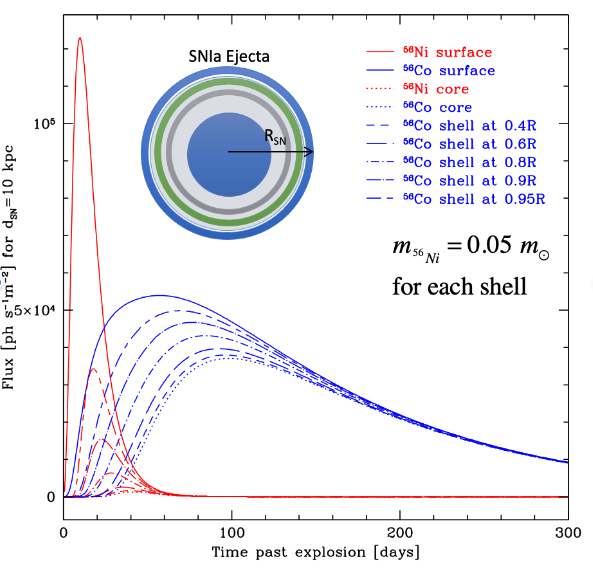 SNIa Ejecta
R_SN
⁵⁶Ni surface
⁵⁶Co surface
⁵⁶Ni core
⁵⁶Co core
⁵⁶Co shell at 0.4R
⁵⁶Co shell at 0.6R
⁵⁶Co shell at 0.8R
⁵⁶Co shell at 0.9R
⁵⁶Co shell at 0.95R
m_⁵⁶Ni = 0.05 m_⊙
for each shell
Flux [ph s⁻¹m⁻²] for d_SN=10 kpc
10⁵
5×10⁴
0
0 100 200 300
Time past explosion [days]